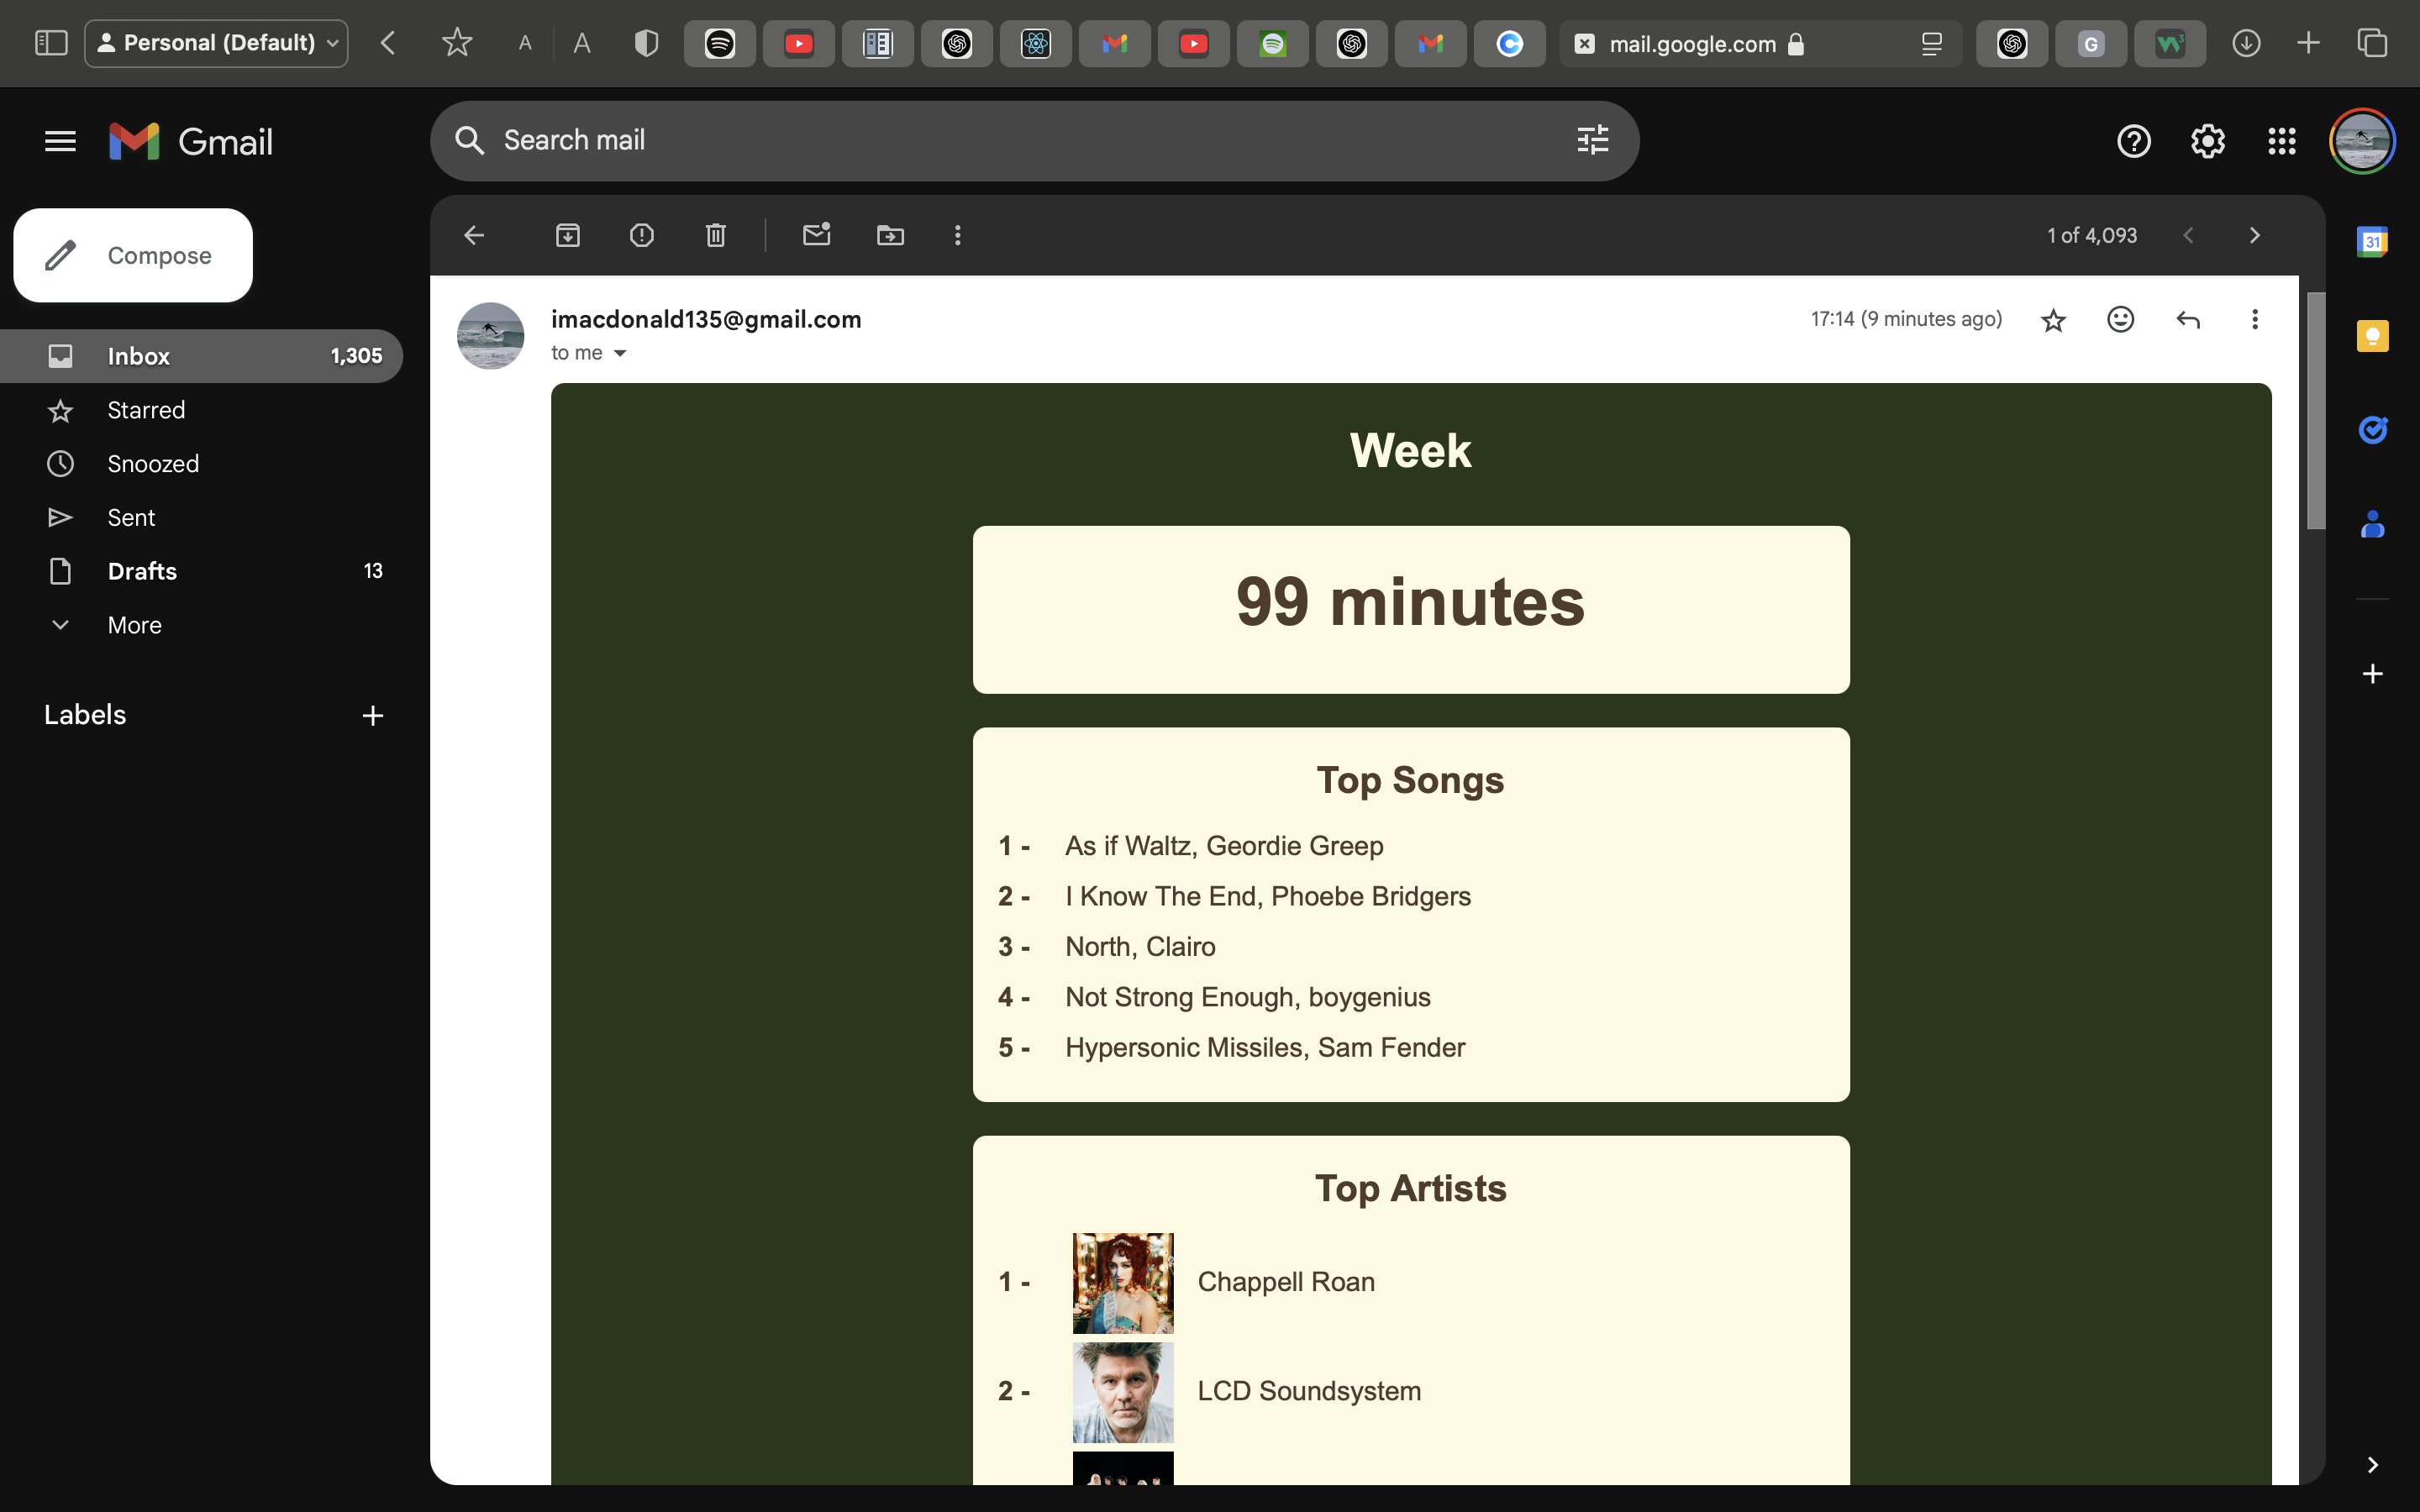 Personal (Default)
A A
mail.google.com
G
Gmail
Search mail
Compose
1 of 4,093
31
imacdonald135@gmail.com
17:14 (9 minutes ago)
to me
Inbox 1,305
Starred
Snoozed
Sent
Drafts 13
More
Labels
Week
99 minutes
Top Songs
1 - As if Waltz, Geordie Greep
2 - I Know The End, Phoebe Bridgers
3 - North, Clairo
4 - Not Strong Enough, boygenius
5 - Hypersonic Missiles, Sam Fender
Top Artists
1 - Chappell Roan
2 - LCD Soundsystem